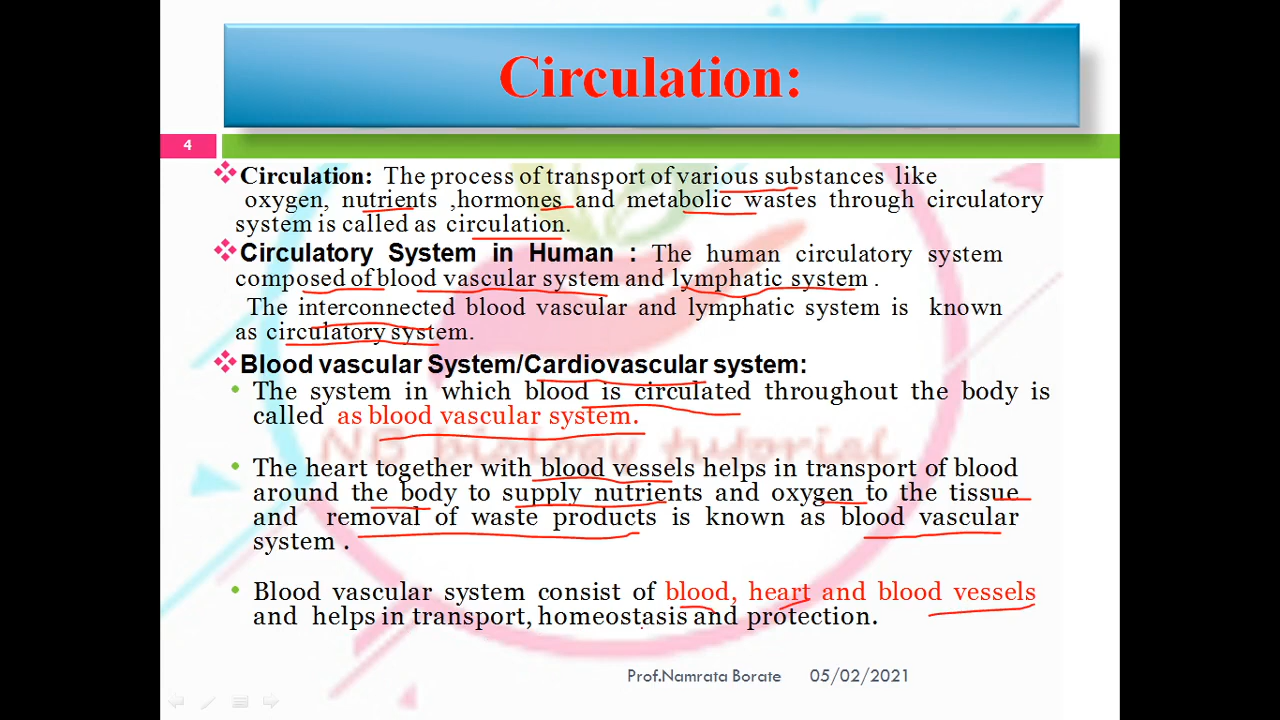 Circulation:
4
Circulation: The process of transport of various substances like
oxygen, nutrients ,hormones and metabolic wastes through circulatory
system is called as circulation.
Circulatory System in Human : The human circulatory system
composed of blood vascular system and lymphatic system .
The interconnected blood vascular and lymphatic system is known
as circulatory system.
Blood vascular System/Cardiovascular system:
The system in which blood is circulated throughout the body is
called as blood vascular system.
NB biology tutorial
The heart together with blood vessels helps in transport of blood
around the body to supply nutrients and oxygen to the tissue
and removal of waste products is known as blood vascular
system .
Blood vascular system consist of blood, heart and blood vessels
and helps in transport, homeostasis and protection.
Prof.Namrata Borate 05/02/2021